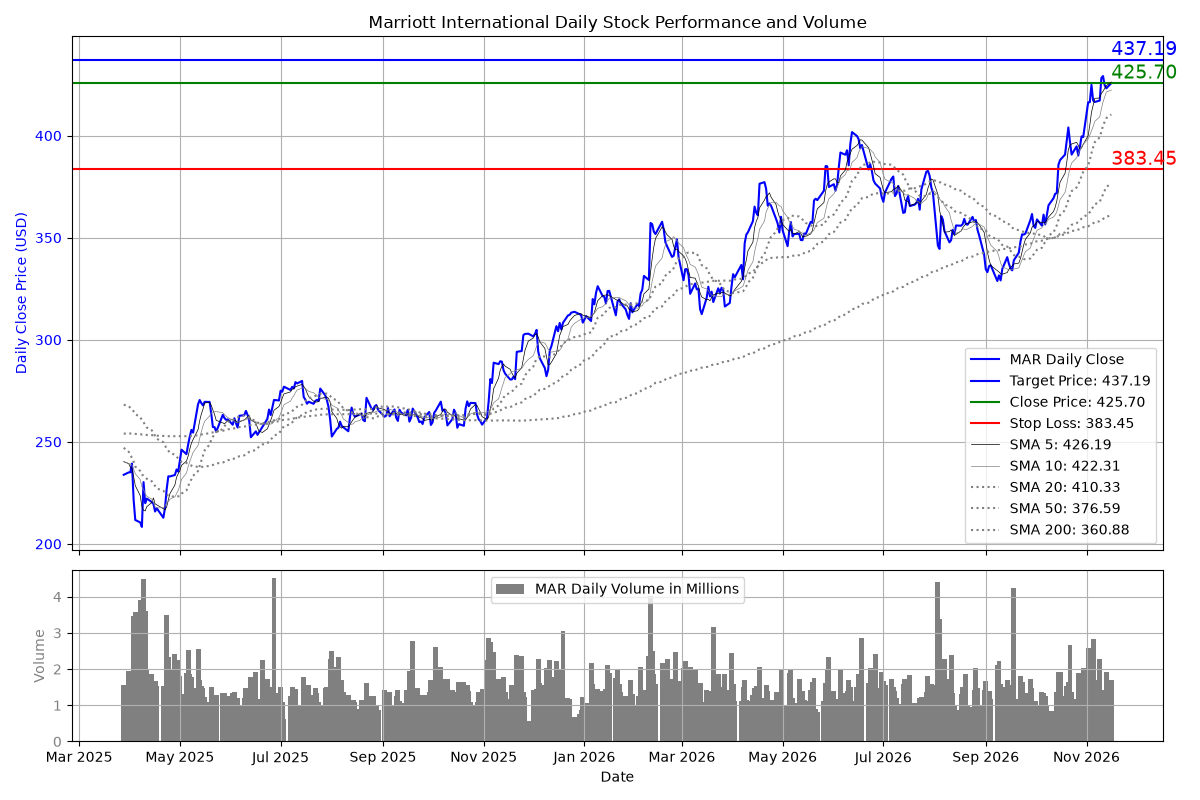 Marriott International Daily Stock Performance and Volume
437.19
425.70
383.45
Daily Close Price (USD)
400
350
300
250
200
MAR Daily Close
Target Price: 437.19
Close Price: 425.70
Stop Loss: 383.45
SMA 5: 426.19
SMA 10: 422.31
SMA 20: 410.33
SMA 50: 376.59
SMA 200: 360.88
MAR Daily Volume in Millions
Volume
4
3
2
1
0
Mar 2025 May 2025 Jul 2025 Sep 2025 Nov 2025 Jan 2026 Mar 2026 May 2026 Jul 2026 Sep 2026 Nov 2026
Date